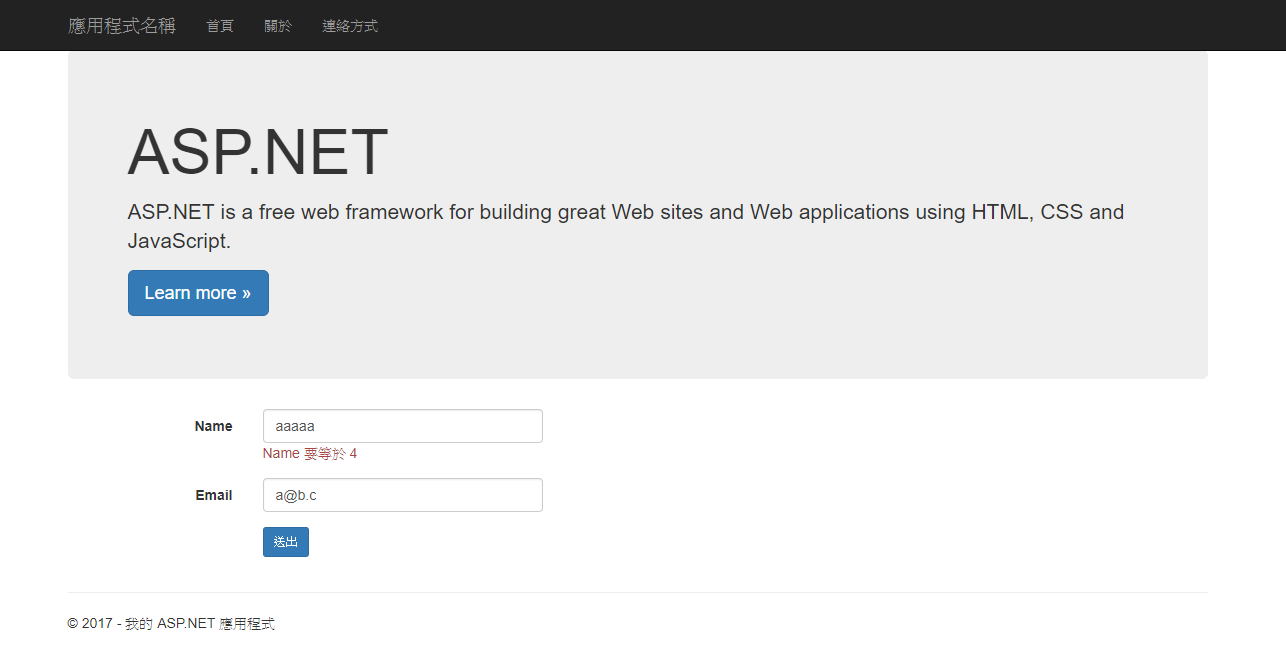 應用程式名稱 首頁 關於 連絡方式
ASP.NET
ASP.NET is a free web framework for building great Web sites and Web applications using HTML, CSS and
JavaScript.
Learn more »
Name aaaaa
Name 要等於 4
Email a@b.c
送出
© 2017 - 我的 ASP.NET 應用程式